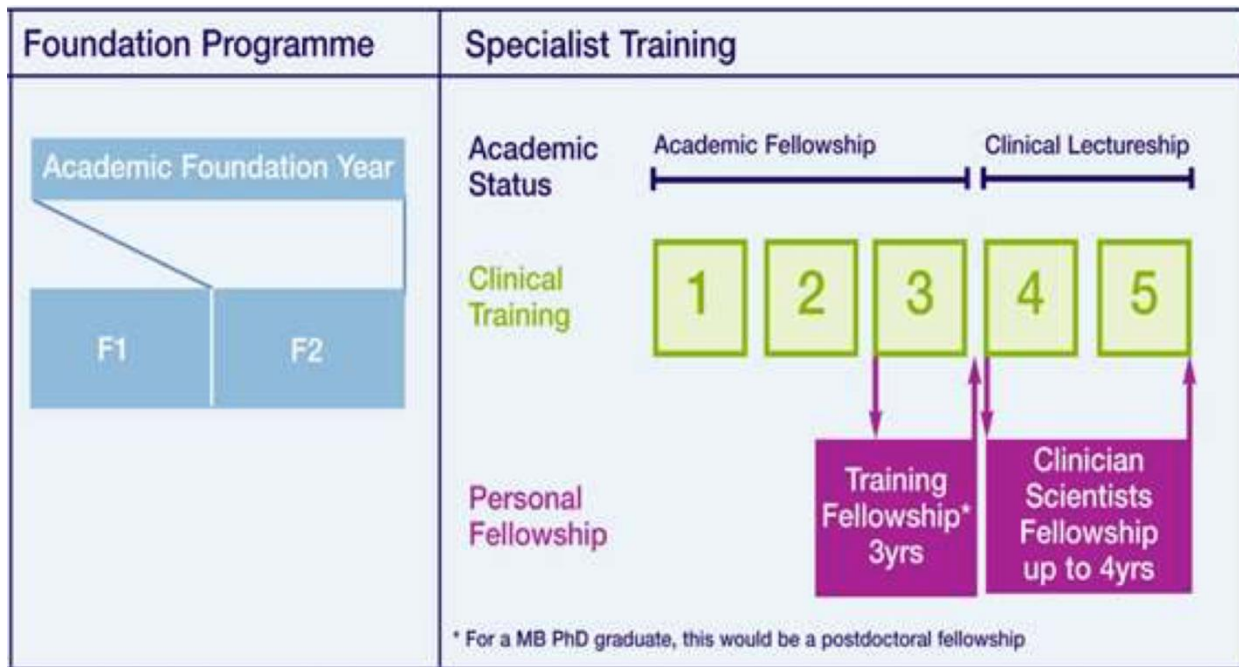 Foundation Programme
Specialist Training
Academic Foundation Year
F1
F2
Academic
Status
Academic Fellowship
Clinical Lectureship
Clinical
Training
1
2
3
4
5
Personal
Fellowship
Training
Fellowship*
3yrs
Clinician
Scientists
Fellowship
up to 4yrs
* For a MB PhD graduate, this would be a postdoctoral fellowship